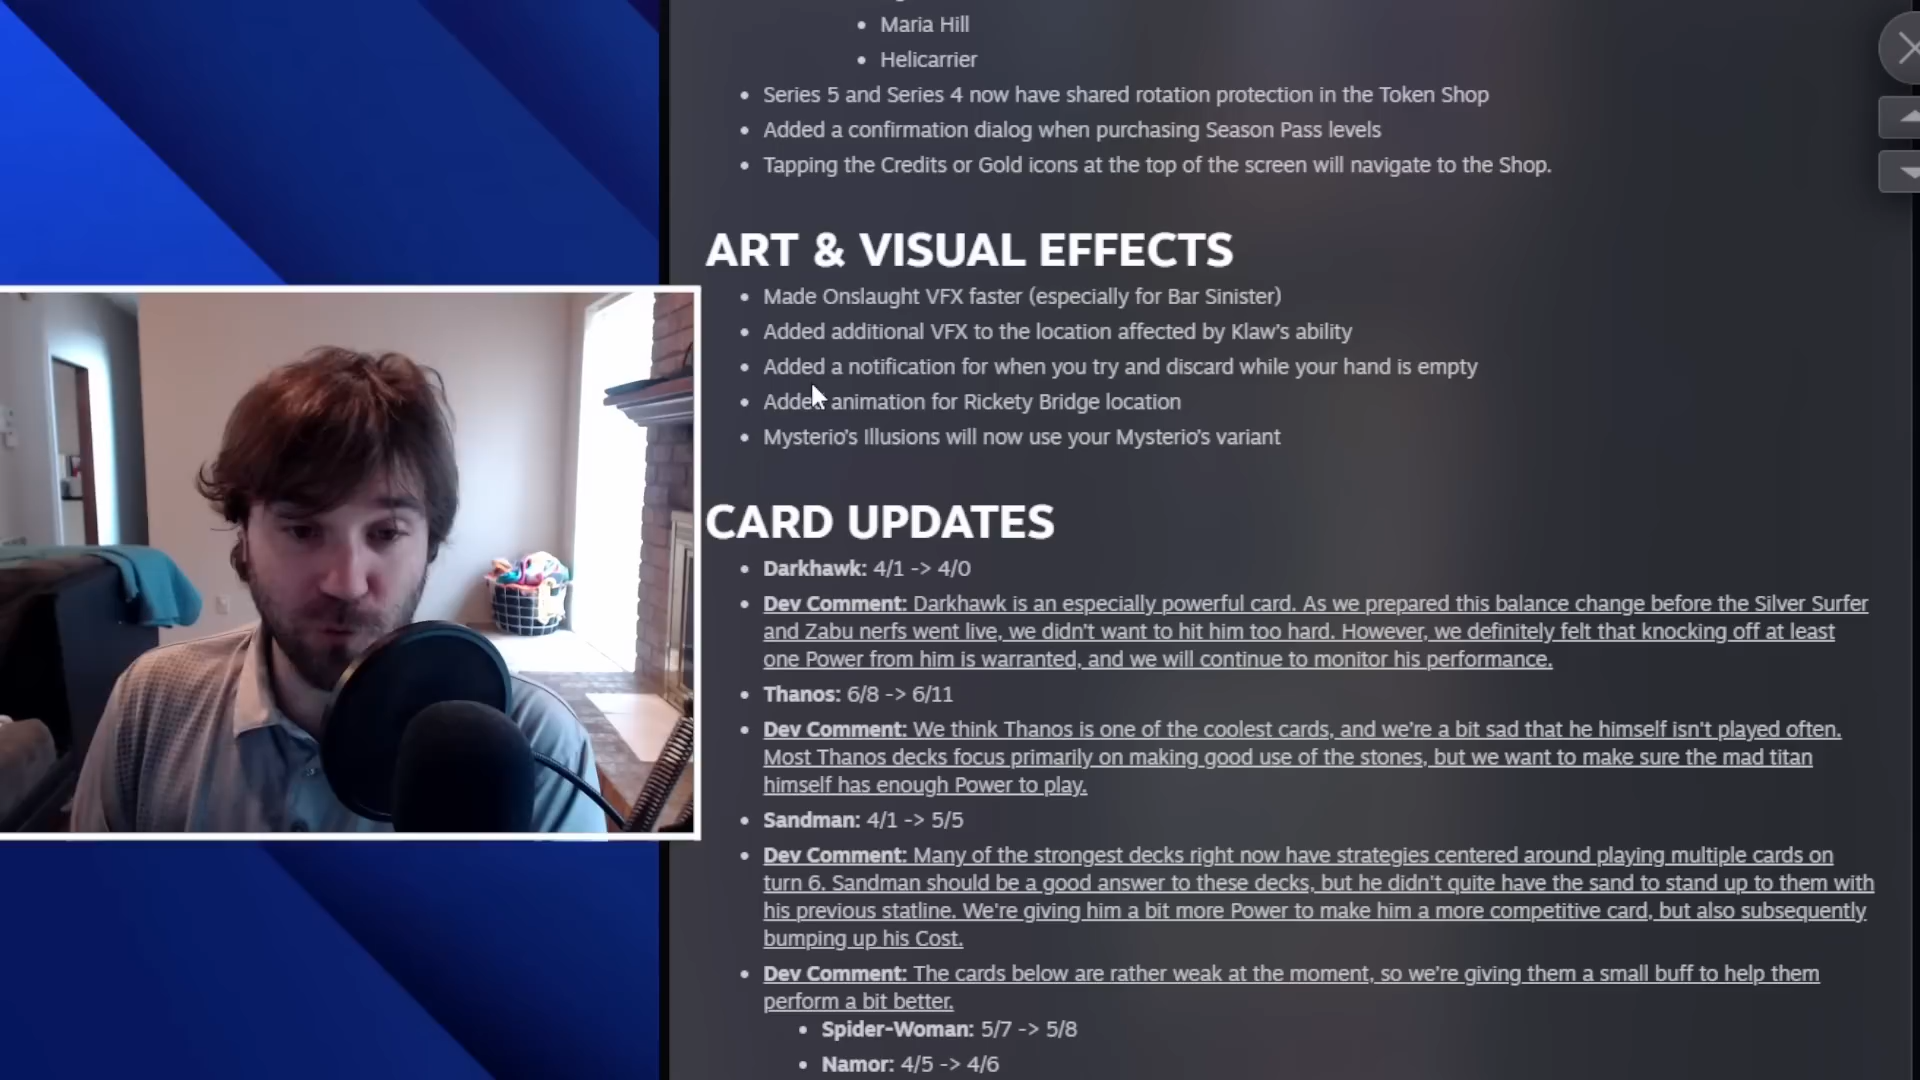 Maria Hill
Helicarrier
Series 5 and Series 4 now have shared rotation protection in the Token Shop
Added a confirmation dialog when purchasing Season Pass levels
Tapping the Credits or Gold icons at the top of the screen will navigate to the Shop.
ART & VISUAL EFFECTS
Made Onslaught VFX faster (especially for Bar Sinister)
Added additional VFX to the location affected by Klaw's ability
Added a notification for when you try and discard while your hand is empty
Added animation for Rickety Bridge location
Mysterio's Illusions will now use your Mysterio's variant
CARD UPDATES
Darkhawk: 4/1 -> 4/0
Dev Comment: Darkhawk is an especially powerful card. As we prepared this balance change before the Silver Surfer
and Zabu nerfs went live, we didn't want to hit him too hard. However, we definitely felt that knocking off at least
one Power from him is warranted, and we will continue to monitor his performance.
Thanos: 6/8 -> 6/11
Dev Comment: We think Thanos is one of the coolest cards, and we're a bit sad that he himself isn't played often.
Most Thanos decks focus primarily on making good use of the stones, but we want to make sure the mad titan
himself has enough Power to play.
Sandman: 4/1 -> 5/5
Dev Comment: Many of the strongest decks right now have strategies centered around playing multiple cards on
turn 6. Sandman should be a good answer to these decks, but he didn't quite have the sand to stand up to them with
his previous statline. We're giving him a bit more Power to make him a more competitive card, but also subsequently
bumping up his Cost.
Dev Comment: The cards below are rather weak at the moment, so we're giving them a small buff to help them
perform a bit better.
Spider-Woman: 5/7 -> 5/8
Namor: 4/5 -> 4/6